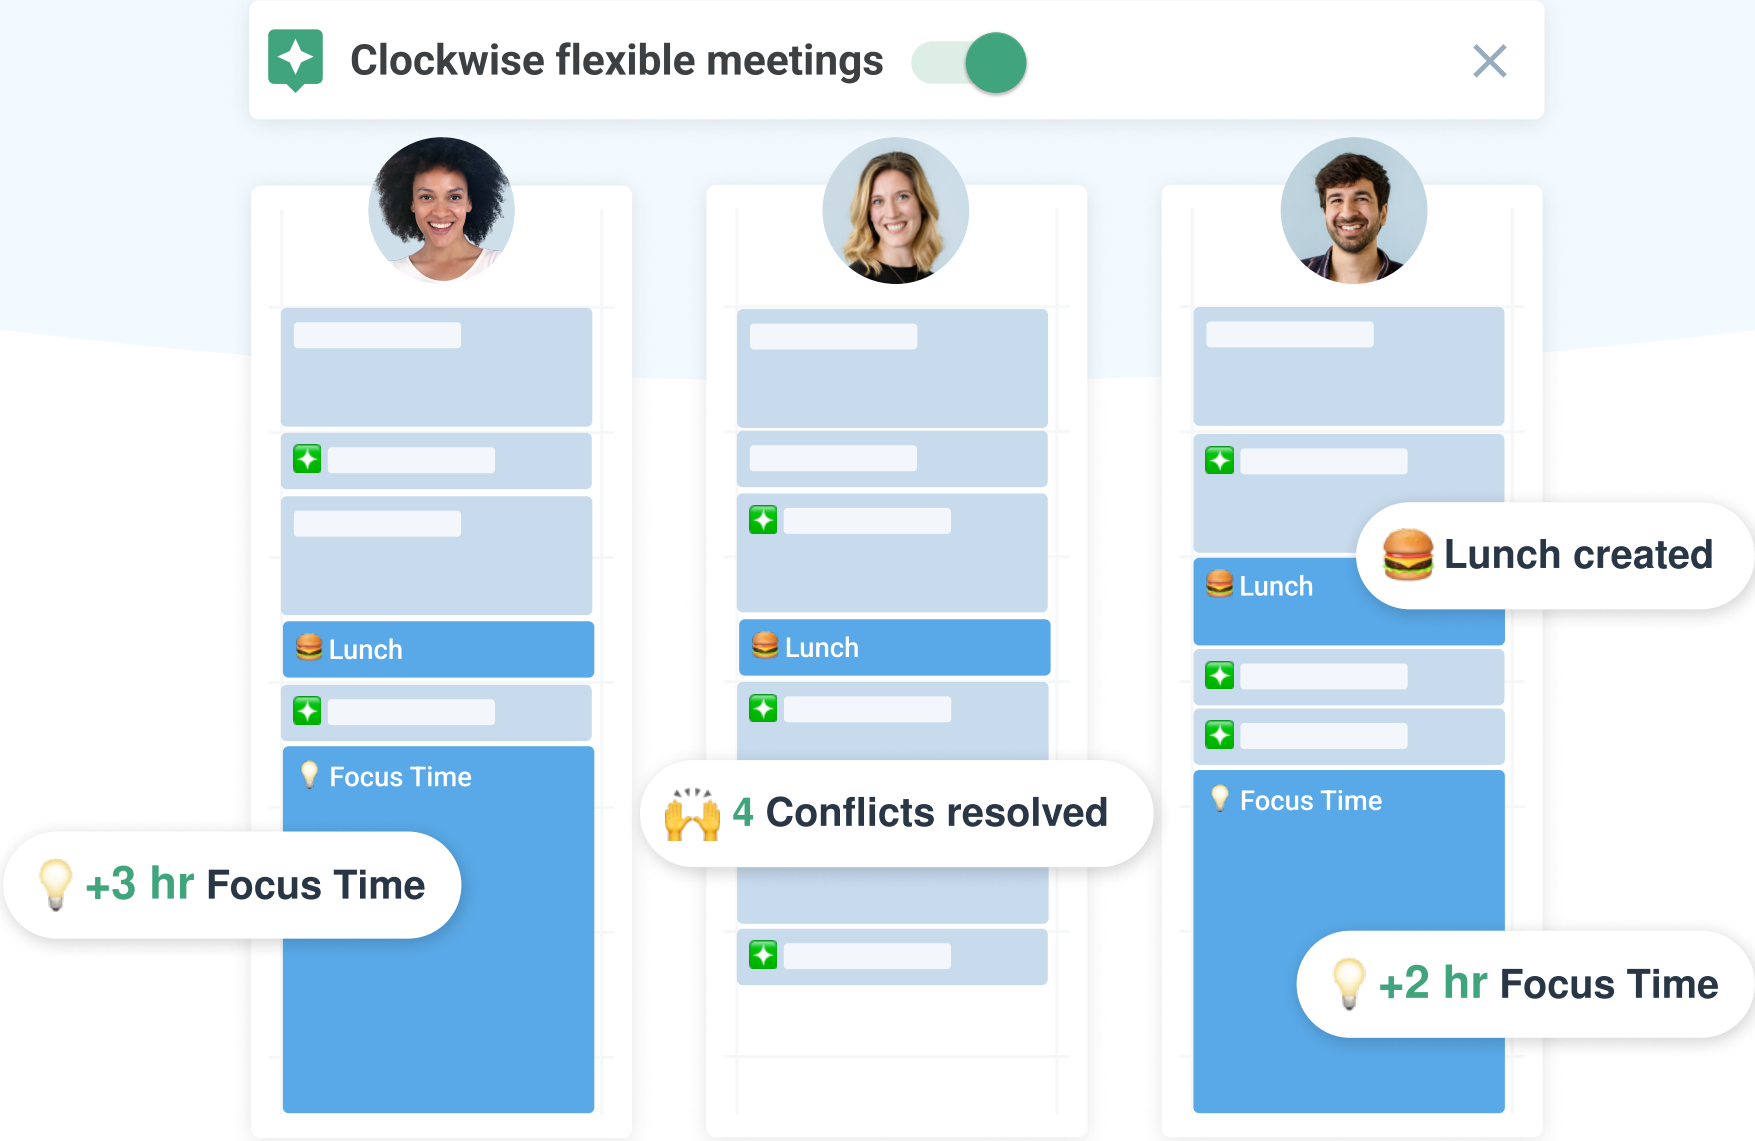 Clockwise flexible meetings
Lunch
Focus Time
+3 hr Focus Time
Lunch
4 Conflicts resolved
Lunch
Lunch created
Focus Time
+2 hr Focus Time